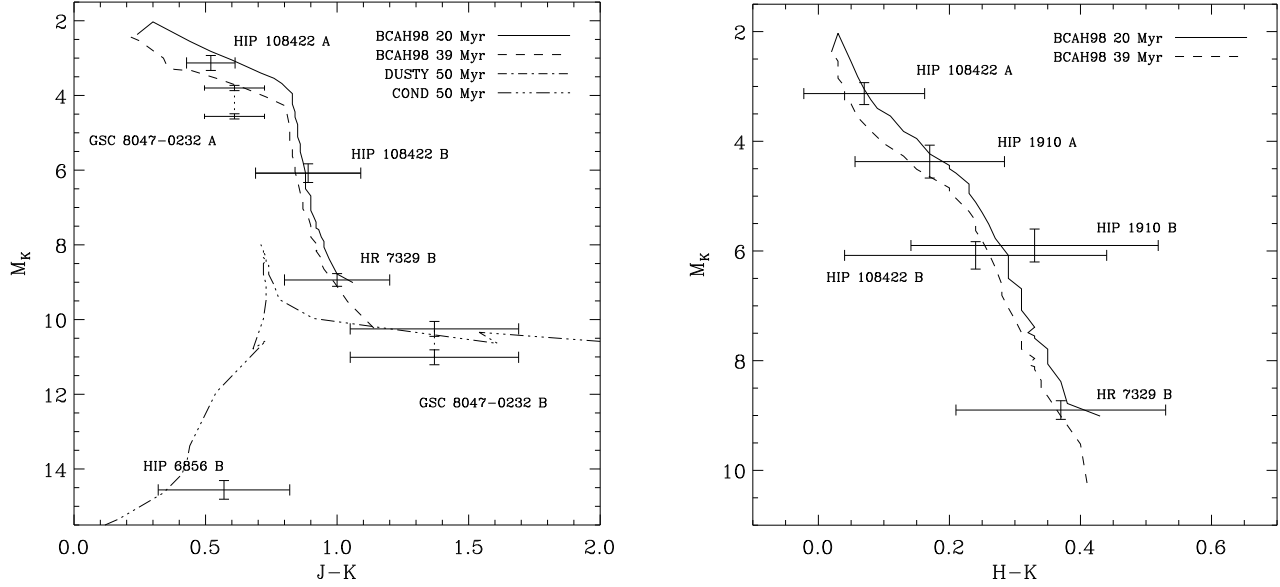 2
4
6
8
10
12
14
M_K
0.0 0.5 1.0 1.5 2.0
J−K
HIP 108422 A
BCAH98 20 Myr
BCAH98 39 Myr
DUSTY 50 Myr
COND 50 Myr
GSC 8047−0232 A
HIP 108422 B
HR 7329 B
GSC 8047−0232 B
HIP 6856 B
2
4
6
8
10
M_K
0.0 0.2 0.4 0.6
H−K
BCAH98 20 Myr
BCAH98 39 Myr
HIP 108422 A
HIP 1910 A
HIP 1910 B
HIP 108422 B
HR 7329 B